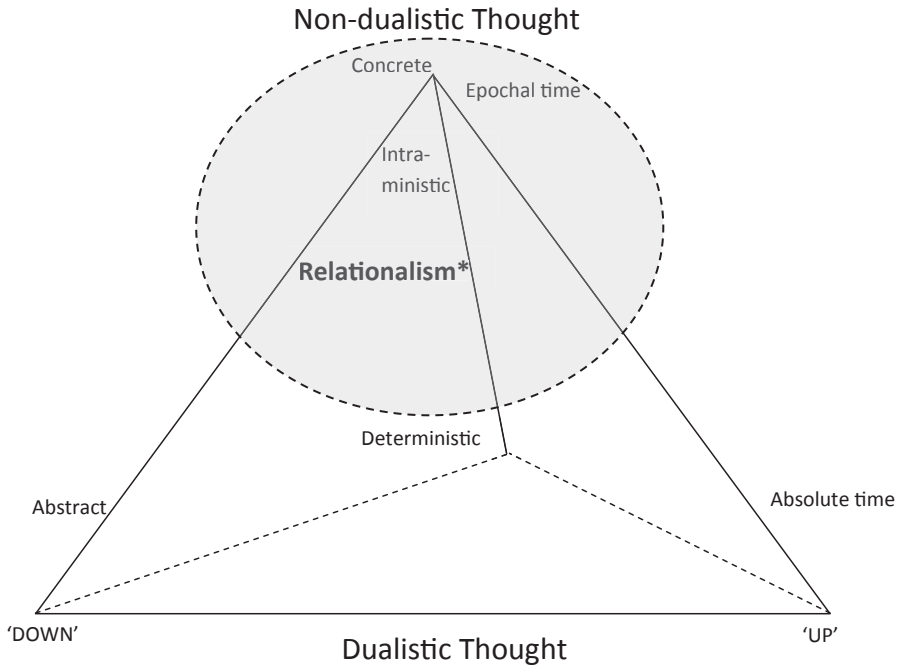 Non-dualistic Thought
Concrete
Epochal time
Intra-
ministic
Relationalism*
Deterministic
Abstract
Absolute time
‘DOWN’
‘UP’
Dualistic Thought